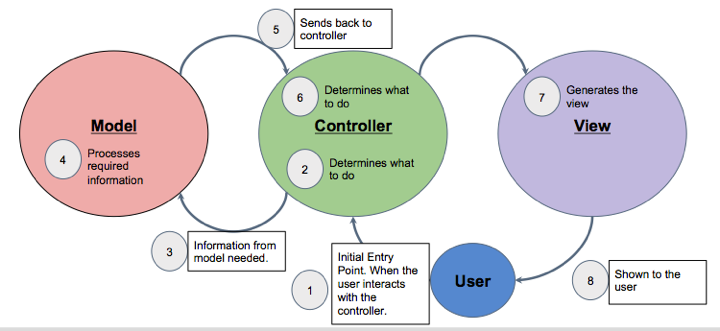 5
Sends back to
controller
Model
4
Processes
required
information
6
Determines what
to do
Controller
2
Determines what
to do
7
Generates the
view
View
3
Information from
model needed.
1
Initial Entry
Point. When the
user interacts
with the
controller.
User
8
Shown to the
user